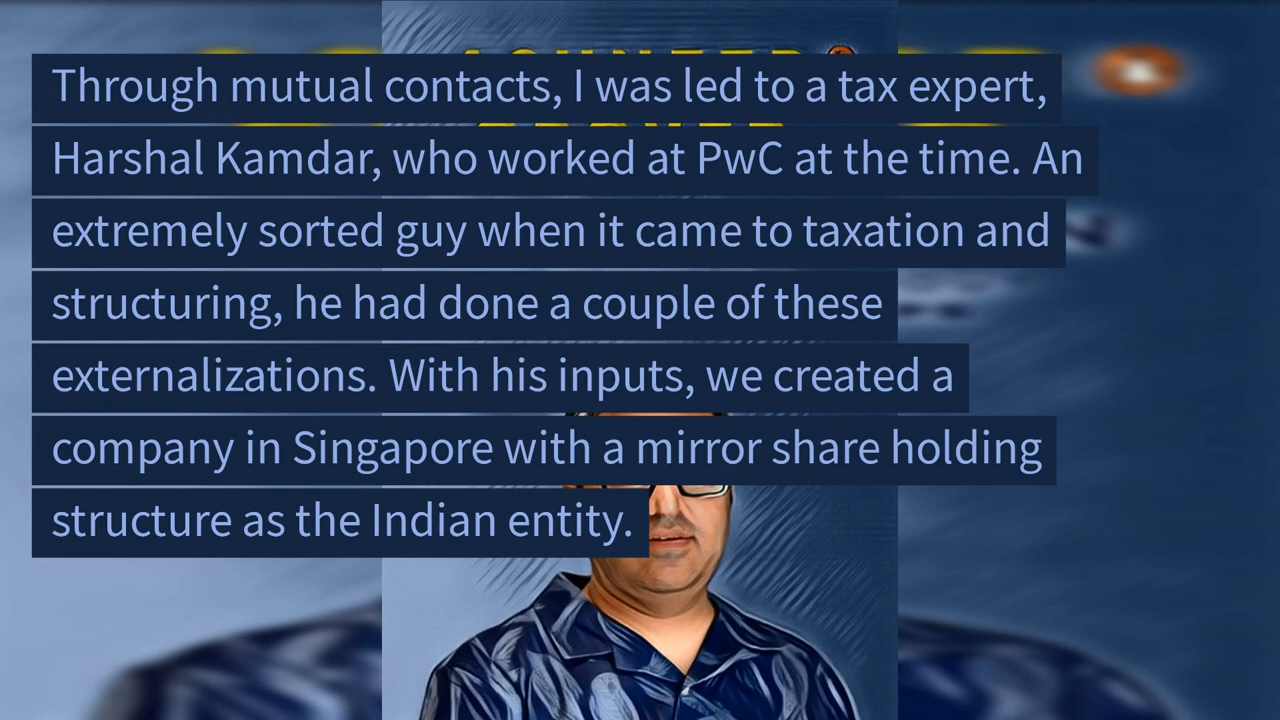 Through mutual contacts, I was led to a tax expert,
Harshal Kamdar, who worked at PwC at the time. An
extremely sorted guy when it came to taxation and
structuring, he had done a couple of these
externalizations. With his inputs, we created a
company in Singapore with a mirror share holding
structure as the Indian entity.